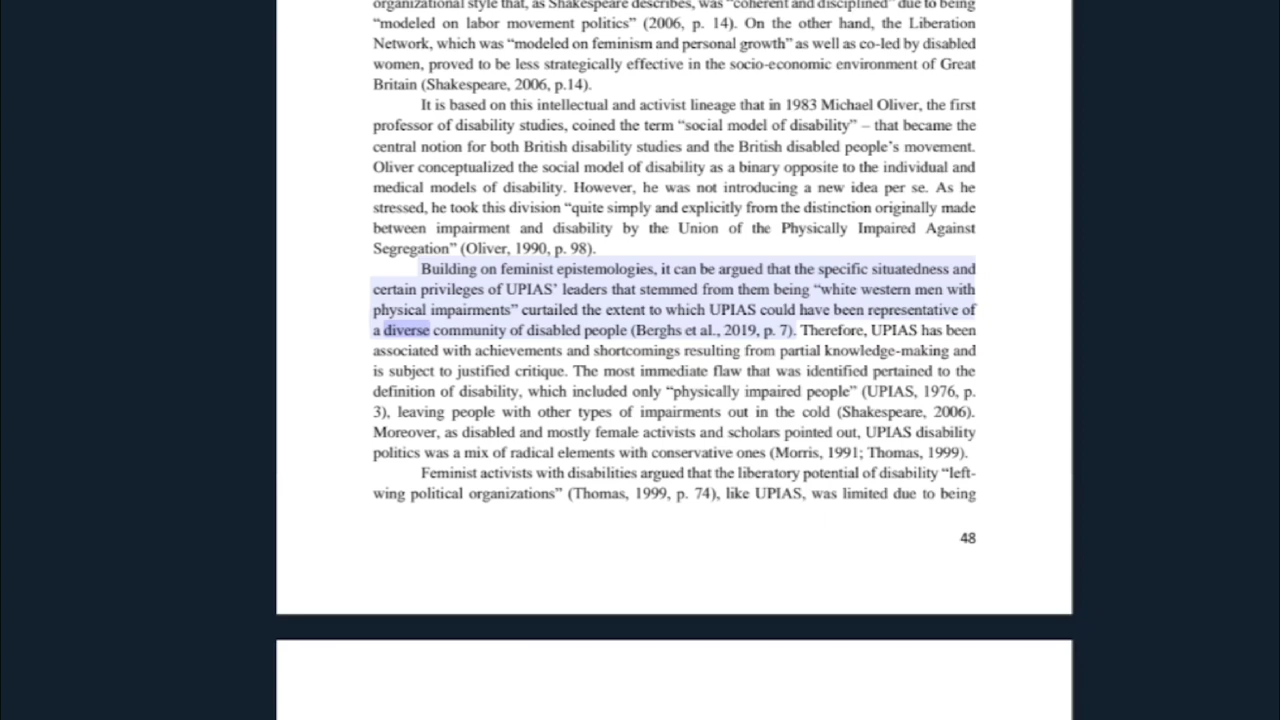 organizational style that, as Shakespeare describes, was “coherent and disciplined” due to being
“modeled on labor movement politics” (2006, p. 14). On the other hand, the Liberation
Network, which was “modeled on feminism and personal growth” as well as co-led by disabled
women, proved to be less strategically effective in the socio-economic environment of Great
Britain (Shakespeare, 2006, p.14).
It is based on this intellectual and activist lineage that in 1983 Michael Oliver, the first
professor of disability studies, coined the term “social model of disability” – that became the
central notion for both British disability studies and the British disabled people’s movement.
Oliver conceptualized the social model of disability as a binary opposite to the individual and
medical models of disability. However, he was not introducing a new idea per se. As he
stressed, he took this division “quite simply and explicitly from the distinction originally made
between impairment and disability by the Union of the Physically Impaired Against
Segregation” (Oliver, 1990, p. 98).
Building on feminist epistemologies, it can be argued that the specific situatedness and
certain privileges of UPIAS’ leaders that stemmed from them being “white western men with
physical impairments” curtailed the extent to which UPIAS could have been representative of
a diverse community of disabled people (Berghs et al., 2019, p. 7). Therefore, UPIAS has been
associated with achievements and shortcomings resulting from partial knowledge-making and
is subject to justified critique. The most immediate flaw that was identified pertained to the
definition of disability, which included only “physically impaired people” (UPIAS, 1976, p.
3), leaving people with other types of impairments out in the cold (Shakespeare, 2006).
Moreover, as disabled and mostly female activists and scholars pointed out, UPIAS disability
politics was a mix of radical elements with conservative ones (Morris, 1991; Thomas, 1999).
Feminist activists with disabilities argued that the liberatory potential of disability “left-
wing political organizations” (Thomas, 1999, p. 74), like UPIAS, was limited due to being
48